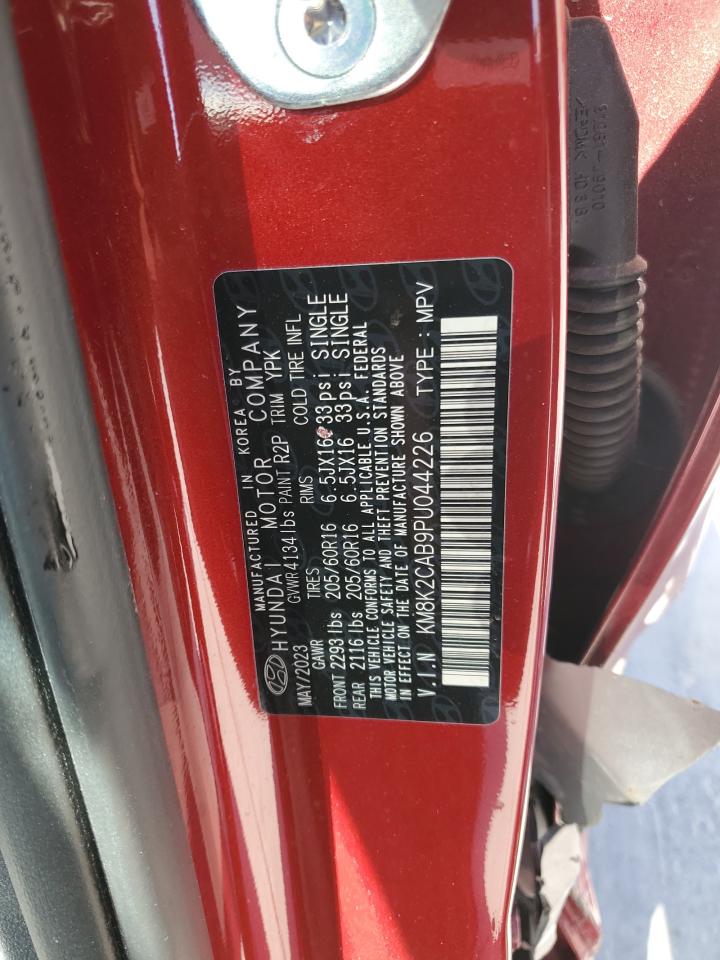 MANUFACTURED IN KOREA BY
HYUNDAI MOTOR COMPANY
MAY/2023 GVWR 4134 lbs PAINT R2P TRIM YPK
GAWR TIRES RIMS COLD TIRE INFL
FRONT 2293 lbs 205/60R16 6.5JX16 33psi SINGLE
REAR 2116 lbs 205/60R16 6.5JX16 33psi SINGLE
THIS VEHICLE CONFORMS TO ALL APPLICABLE U.S.A. FEDERAL
MOTOR VEHICLE SAFETY AND THEFT PREVENTION STANDARDS
IN EFFECT ON THE DATE OF MANUFACTURE SHOWN ABOVE
V.I.N KM8K2CAB9PU044226 TYPE : MPV